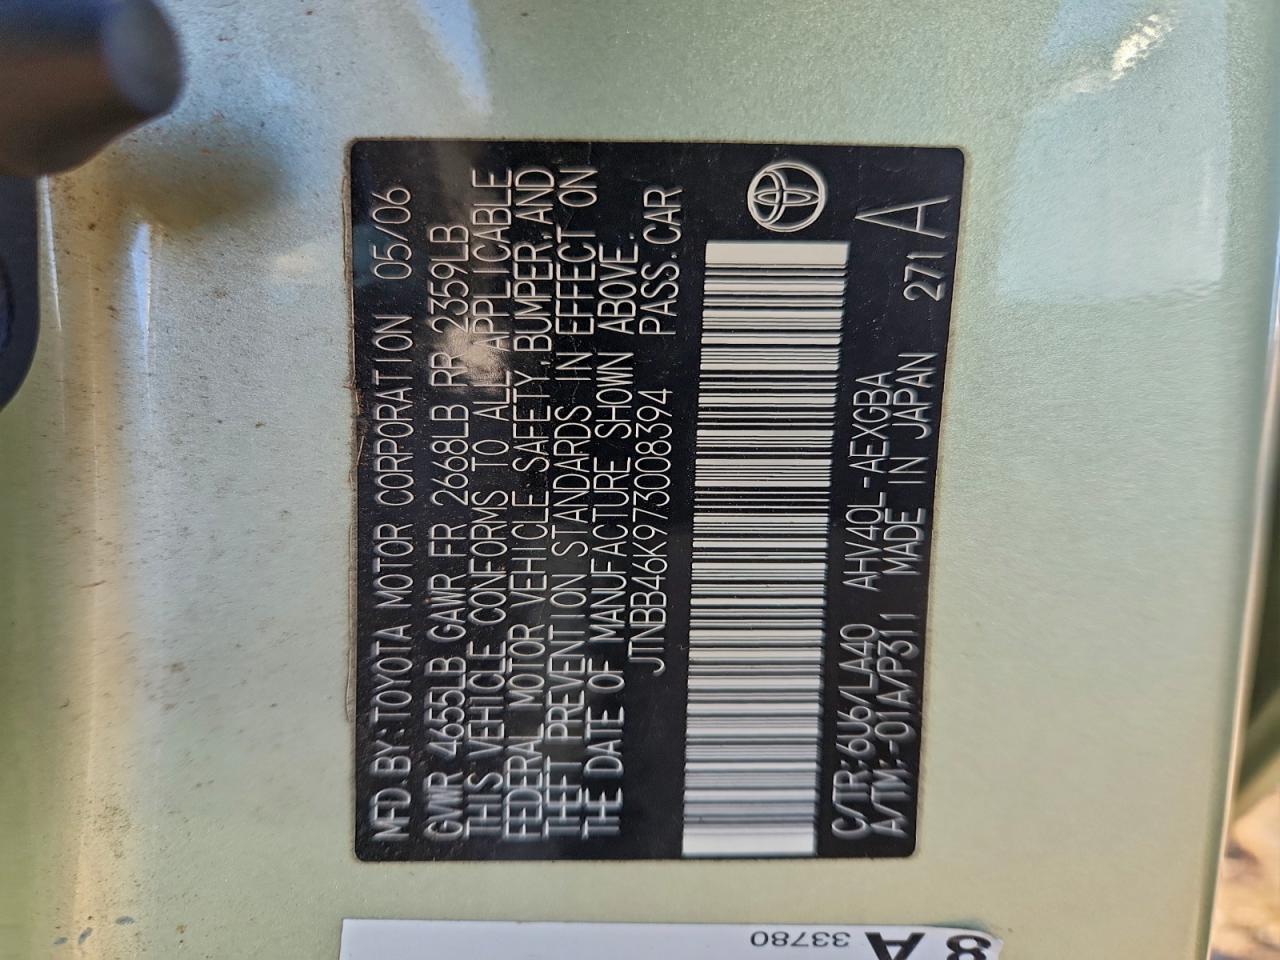 MFD.BY:TOYOTA MOTOR CORPORATION 05/06
GVWR 4655LB GAWR FR 2668LB RR 2359LB
THIS VEHICLE CONFORMS TO ALL APPLICABLE
FEDERAL MOTOR VEHICLE SAFETY,BUMPER,AND
THEFT PREVENTION STANDARDS IN EFFECT ON
THE DATE OF MANUFACTURE SHOWN ABOVE.
JTNBB46K973008394 PASS.CAR
C/TR:6U6/LA40 AHV40L-AEXGBA
A/TM:-01A/P311 MADE IN JAPAN 271 A
33780
8 A